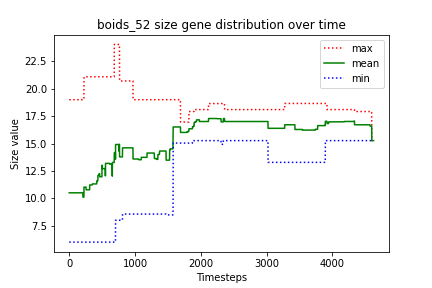 boids_52 size gene distribution over time
max
mean
min
Size value
22.5
20.0
17.5
15.0
12.5
10.0
7.5
0
1000
2000
3000
4000
Timesteps